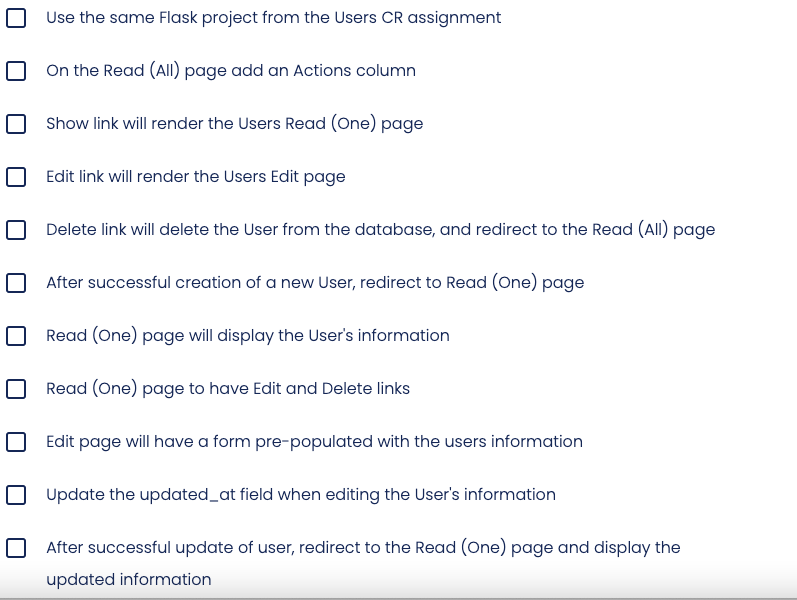 Use the same Flask project from the Users CR assignment
On the Read (All) page add an Actions column
Show link will render the Users Read (One) page
Edit link will render the Users Edit page
Delete link will delete the User from the database, and redirect to the Read (All) page
After successful creation of a new User, redirect to Read (One) page
Read (One) page will display the User's information
Read (One) page to have Edit and Delete links
Edit page will have a form pre-populated with the users information
Update the updated_at field when editing the User's information
After successful update of user, redirect to the Read (One) page and display the
updated information